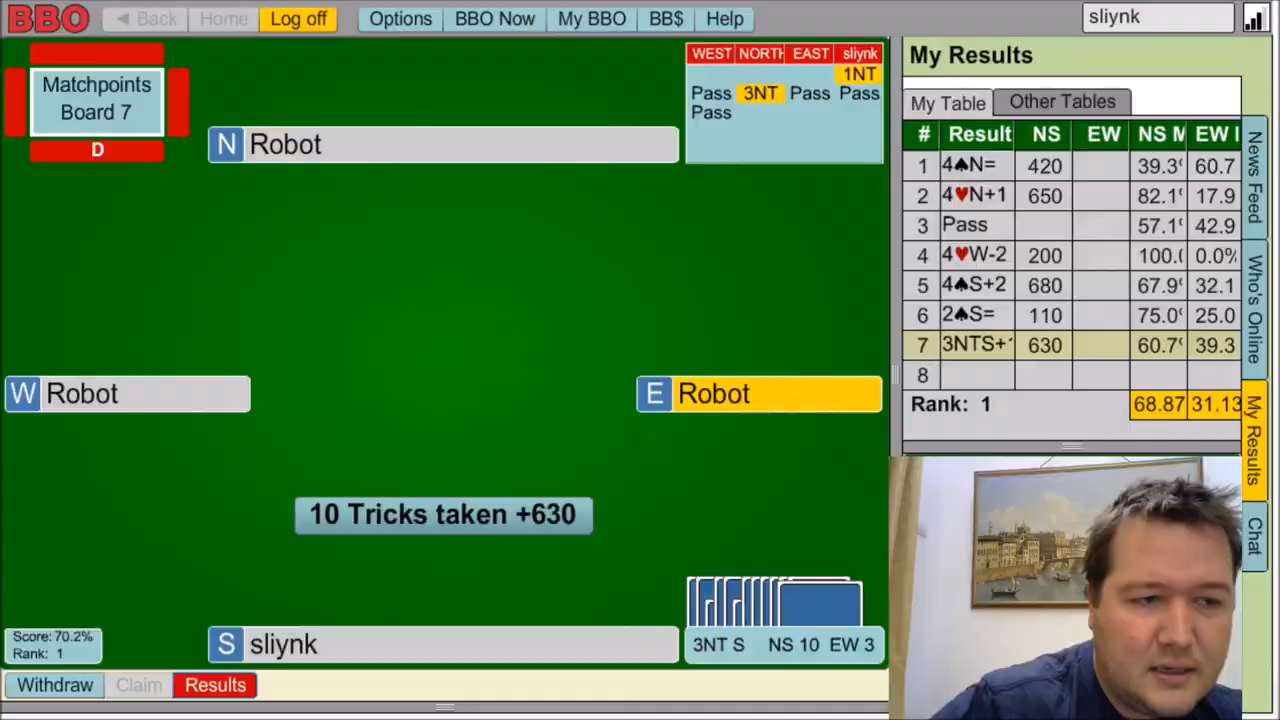 BBO Back Home Log off Options BBO Now My BBO BB$ Help sliynk
Matchpoints
Board 7
D
N Robot
WEST NORTH EAST sliynk
1NT
Pass 3NT Pass Pass
Pass
W Robot
E Robot
10 Tricks taken +630
S sliynk
3NT S NS 10 EW 3
Score: 70.2%
Rank: 1
Withdraw Claim Results
My Results
My Table Other Tables
# Result NS EW NS M EW I
1 4♠N= 420 39.3% 60.7
2 4♥N+1 650 82.1% 17.9
3 Pass 57.1% 42.9
4 4♥W-2 200 100.( 0.0%
5 4♠S+2 680 67.9% 32.1
6 2♠S= 110 75.0% 25.0
7 3NTS+1 630 60.7% 39.3
8
Rank: 1 68.87 31.13
News Feed
Who's Online
My Results
Chat